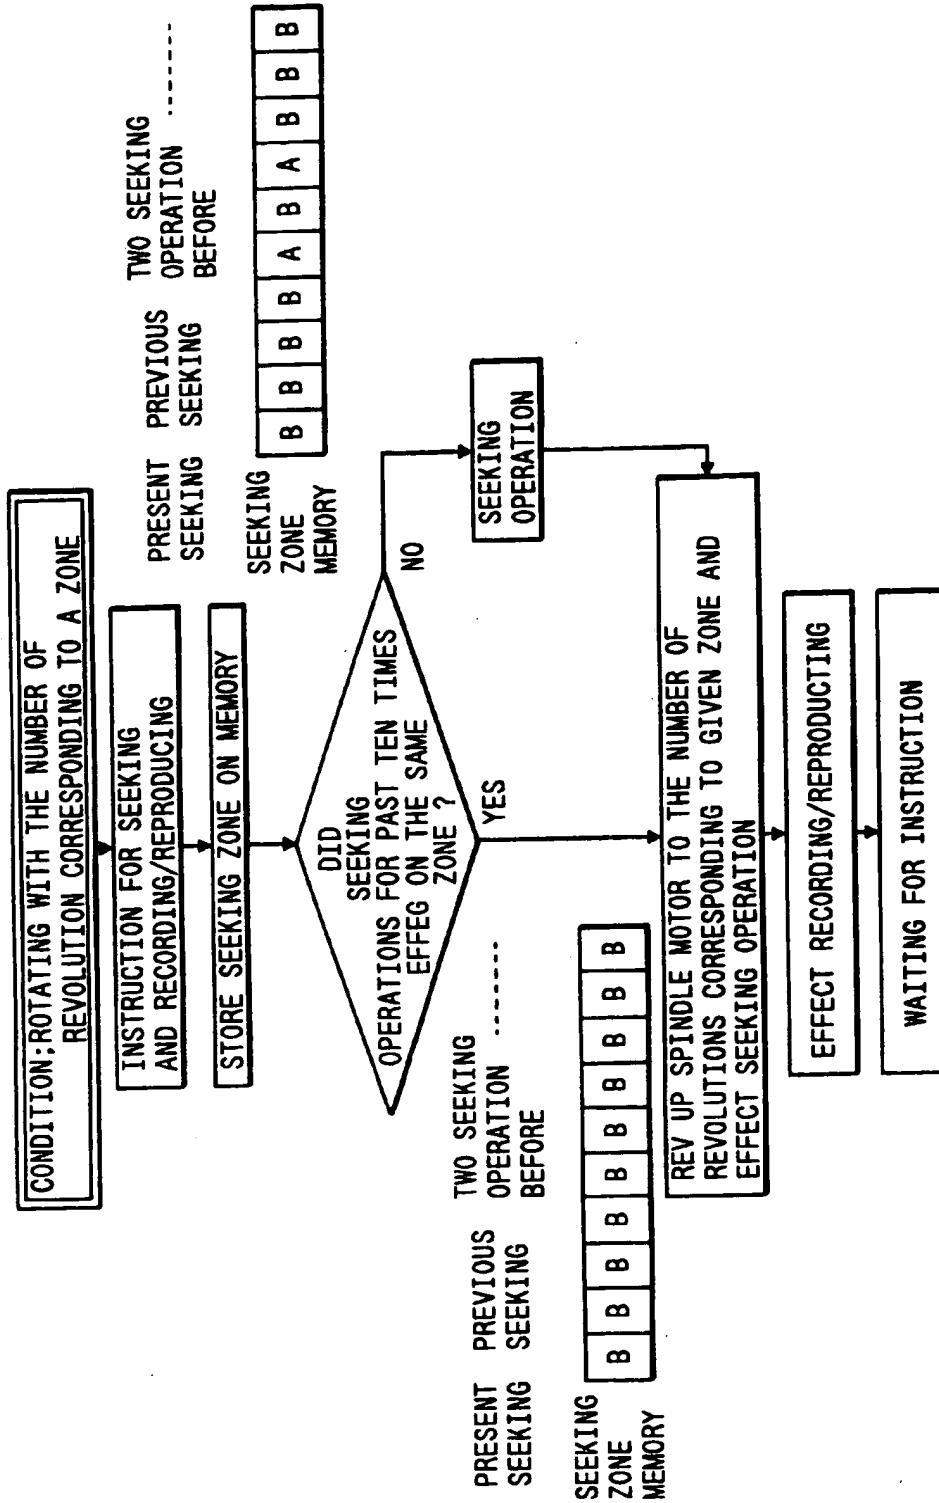 CONDITION;ROTATING WITH THE NUMBER OF
REVOLUTION CORRESPONDING TO A ZONE
INSTRUCTION FOR SEEKING
AND RECORDING/REPRODUCING
STORE SEEKING ZONE ON MEMORY
PRESENT SEEKING
PREVIOUS SEEKING
TWO SEEKING
OPERATION --------
BEFORE
SEEKING
ZONE
MEMORY
B B B B A B A B B B
DID
SEEKING
OPERATIONS FOR PAST TEN TIMES
EFFEG ON THE SAME
ZONE ?
NO
YES
SEEKING
OPERATION
PRESENT SEEKING
PREVIOUS SEEKING
TWO SEEKING
OPERATION --------
BEFORE
SEEKING
ZONE
MEMORY
B B B B B B B B B B
REV UP SPINDLE MOTOR TO THE NUMBER OF
REVOLUTIONS CORRESPONDING TO GIVEN ZONE AND
EFFECT SEEKING OPERATION
EFFECT RECORDING/REPRODUCING
WAITING FOR INSTRUCTION